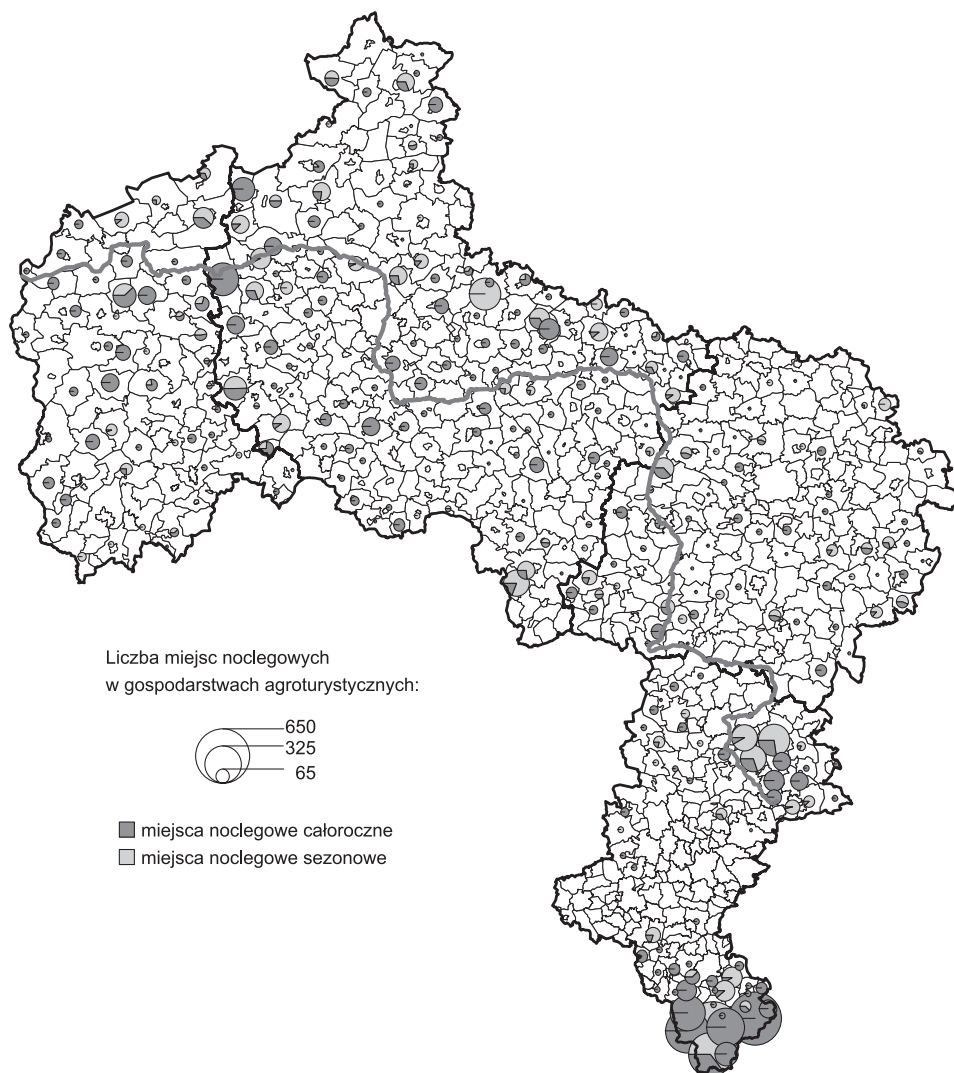 Liczba miejsc noclegowych
w gospodarstwach agroturystycznych:
650
325
65
miejsca noclegowe całoroczne
miejsca noclegowe sezonowe